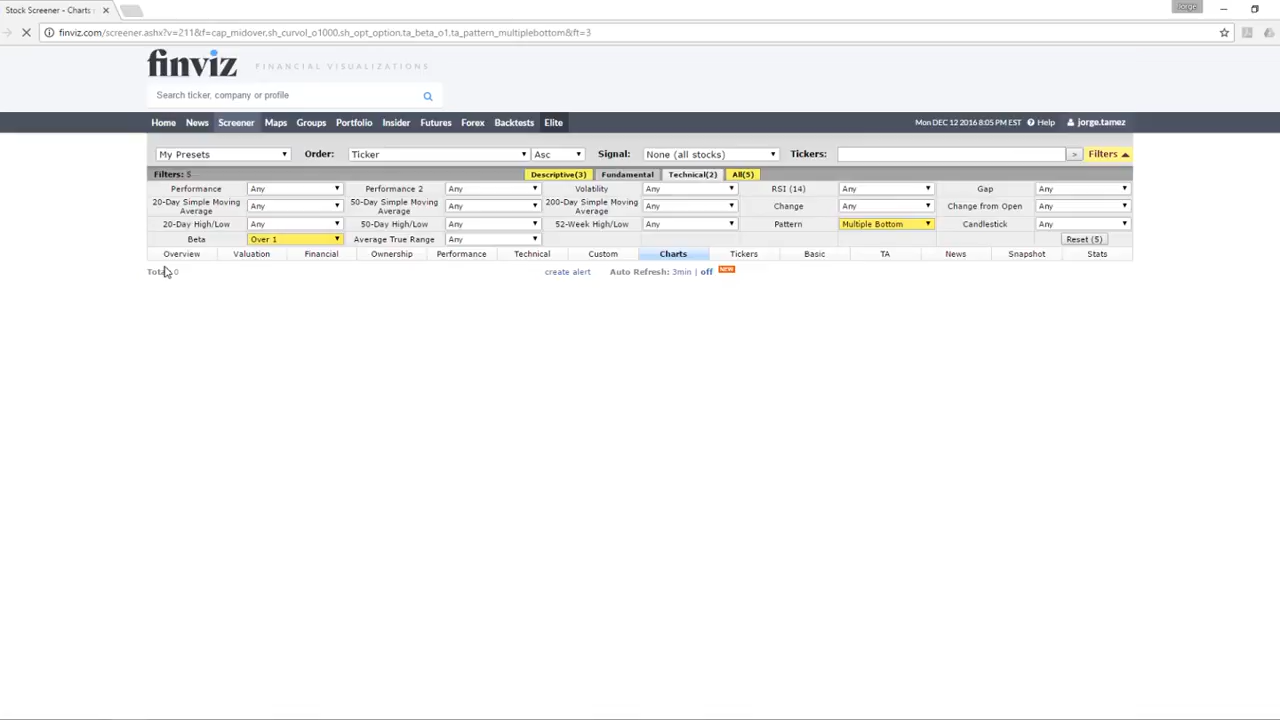 Stock Screener - Charts
Jorge
finviz.com/screener.ashx?v=211&f=cap_midover,sh_curvol_o1000,sh_opt_option,ta_beta_o1,ta_pattern_multiplebottom&ft=3
finviz FINANCIAL VISUALIZATIONS
Search ticker, company or profile
Home News Screener Maps Groups Portfolio Insider Futures Forex Backtests Elite Mon DEC 12 2016 8:05 PM EST Help jorge.tamez
My Presets Order: Ticker Asc Signal: None (all stocks) Tickers: > Filters
Filters: 5 Descriptive(3) Fundamental Technical(2) All(5)
Performance Any Performance 2 Any Volatility Any RSI (14) Any Gap Any
20-Day Simple Moving Average Any 50-Day Simple Moving Average Any 200-Day Simple Moving Average Any Change Any Change from Open Any
20-Day High/Low Any 50-Day High/Low Any 52-Week High/Low Any Pattern Multiple Bottom Candlestick Any
Beta Over 1 Average True Range Any Reset (5)
Overview Valuation Financial Ownership Performance Technical Custom Charts Tickers Basic TA News Snapshot Stats
0 create alert Auto Refresh: 3min | off NEW